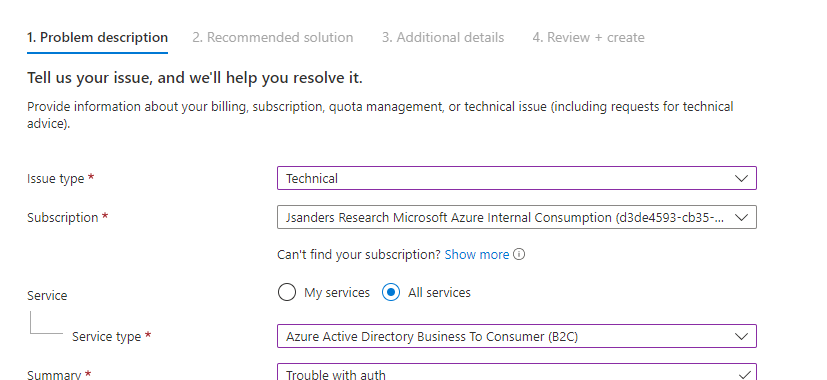 1. Problem description 2. Recommended solution 3. Additional details 4. Review + create
Tell us your issue, and we'll help you resolve it.
Provide information about your billing, subscription, quota management, or technical issue (including requests for technical
advice).
Issue type * Technical
Subscription * Jsanders Research Microsoft Azure Internal Consumption (d3de4593-cb35-...
Can't find your subscription? Show more
Service My services All services
Service type * Azure Active Directory Business To Consumer (B2C)
Summary * Trouble with auth